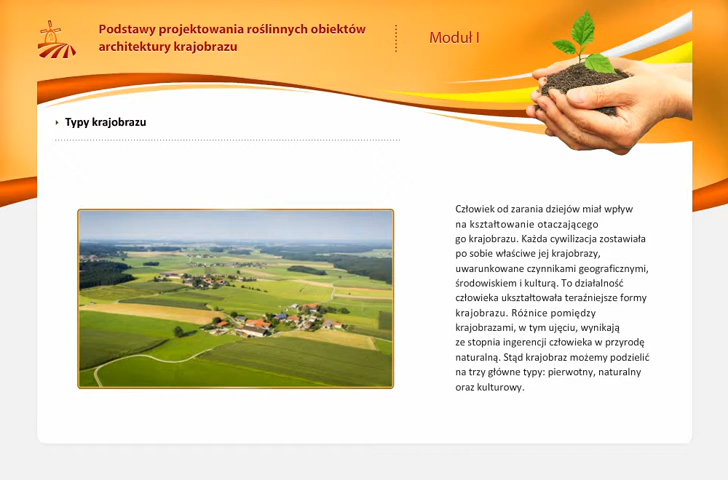 Podstawy projektowania roślinnych obiektów
architektury krajobrazu
Moduł I
Typy krajobrazu
Człowiek od zarania dziejów miał wpływ
na kształtowanie otaczającego
go krajobrazu. Każda cywilizacja zostawiała
po sobie właściwe jej krajobrazy,
uwarunkowane czynnikami geograficznymi,
środowiskiem i kulturą. To działalność
człowieka ukształtowała teraźniejsze formy
krajobrazu. Różnice pomiędzy
krajobrazami, w tym ujęciu, wynikają
ze stopnia ingerencji człowieka w przyrodę
naturalną. Stąd krajobraz możemy podzielić
na trzy główne typy: pierwotny, naturalny
oraz kulturowy.